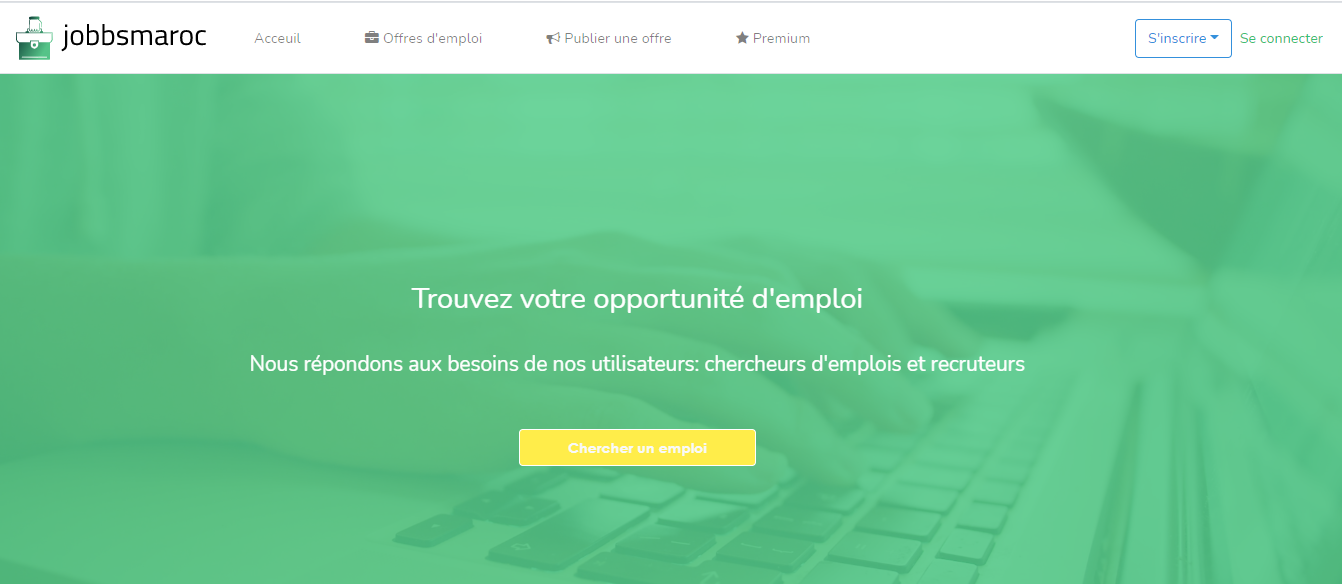 jobbsmaroc Acceuil Offres d'emploi Publier une offre Premium S'inscrire Se connecter
Trouvez votre opportunité d'emploi
Nous répondons aux besoins de nos utilisateurs: chercheurs d'emplois et recruteurs
Chercher un emploi